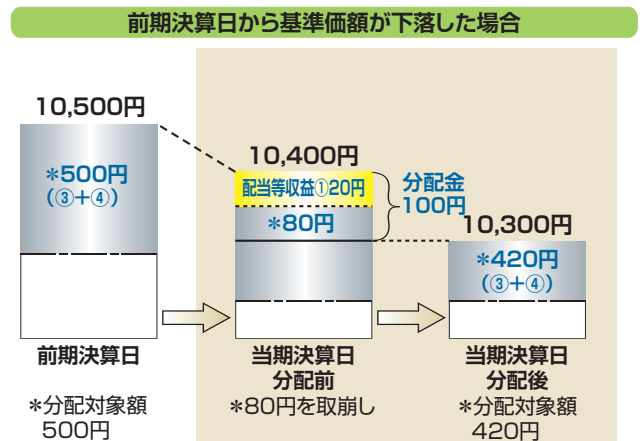 前期決算日から基準価額が下落した場合
10,500円
*500円
(③+④)
前期決算日
*分配対象額
500円
10,400円
配当等収益①20円
*80円
分配金
100円
当期決算日
分配前
*80円を取崩し
10,300円
*420円
(③+④)
当期決算日
分配後
*分配対象額
420円